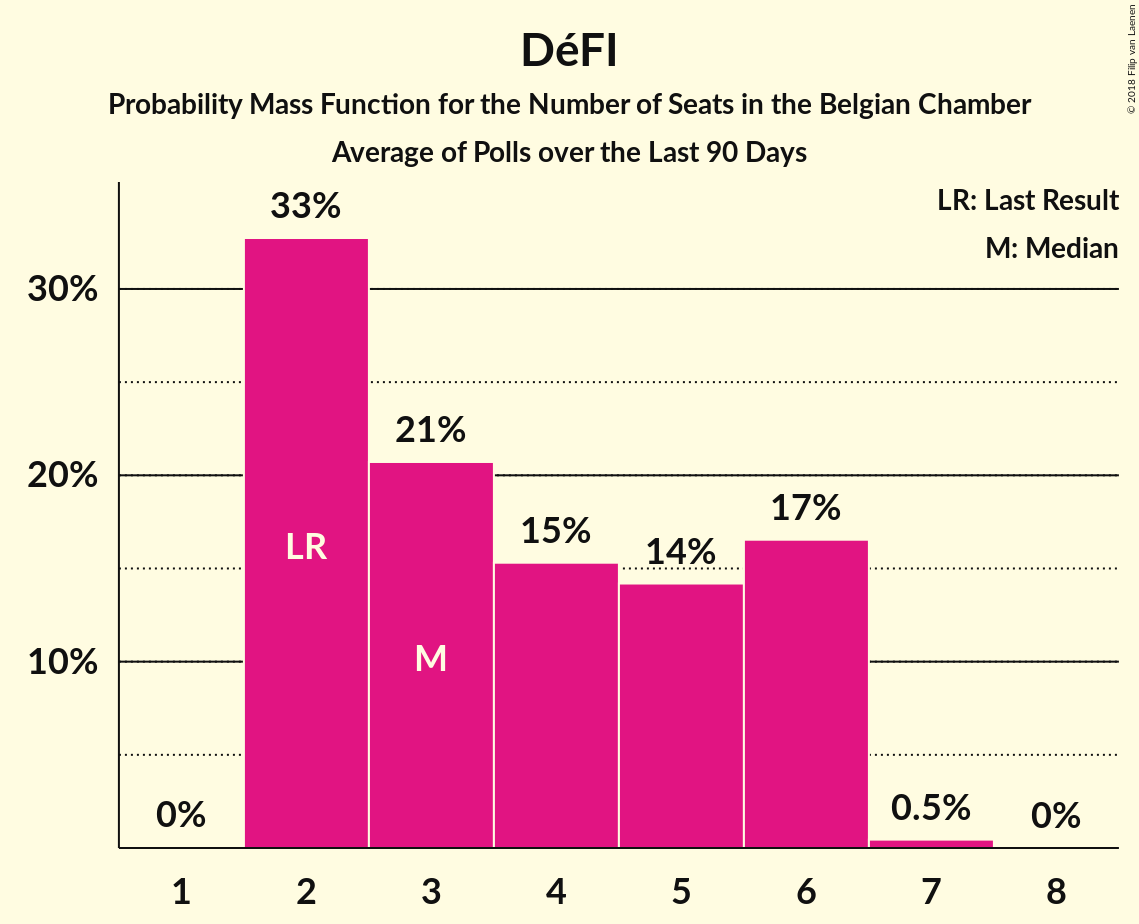 DéFI
Probability Mass Function for the Number of Seats in the Belgian Chamber
Average of Polls over the Last 90 Days
© 2018 Filip van Laenen
LR: Last Result
M: Median
33%
30%
21%
20%
17%
15%
14%
LR
M
10%
0%
0.5%
0%
1 2 3 4 5 6 7 8